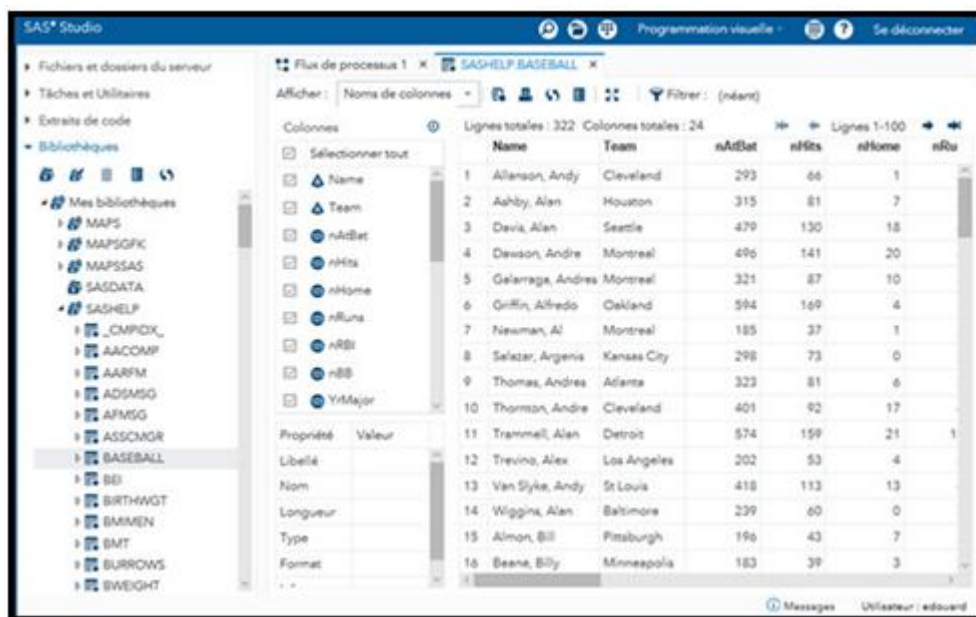 SAS® Studio
Programmation visuelle
Se déconnecter
Fichiers et dossiers du serveur
Tâches et Utilitaires
Extraits de code
Bibliothèques
Mes bibliothèques
MAPS
MAPSGFK
MAPSSAS
SASDATA
SASHELP
_CMPIDX_
AACOMP
AARFM
ADSMSG
AFMSG
ASSCMGR
BASEBALL
BEI
BIRTHWGT
BMIMEN
BMT
BURROWS
BWEIGHT
Flux de processus 1
SASHELP.BASEBALL
Afficher : Noms de colonnes
Filtrer : (néant)
Colonnes
Sélectionner tout
Name
Team
nAtBat
nHits
nHome
nRuns
nRBI
nBB
YrMajor
Propriété Valeur
Libellé
Nom
Longueur
Type
Format
Lignes totales : 322 Colonnes totales : 24
Lignes 1-100
Name Team nAtBat nHits nHome nRu
1 Allanson, Andy Cleveland 293 66 1
2 Ashby, Alan Houston 315 81 7
3 Davis, Alan Seattle 479 130 18
4 Dawson, Andre Montreal 496 141 20
5 Galarraga, Andres Montreal 321 87 10
6 Griffin, Alfredo Oakland 594 169 4
7 Newman, Al Montreal 185 37 1
8 Salazar, Argenis Kansas City 298 73 0
9 Thomas, Andres Atlanta 323 81 6
10 Thornton, Andre Cleveland 401 92 17
11 Trammell, Alan Detroit 574 159 21 1
12 Trevino, Alex Los Angeles 202 53 4
13 Van Slyke, Andy St Louis 418 113 13
14 Wiggins, Alan Baltimore 239 60 0
15 Almon, Bill Pittsburgh 196 43 7
16 Beane, Billy Minneapolis 183 39 3
Messages
Utilisateur : edouard